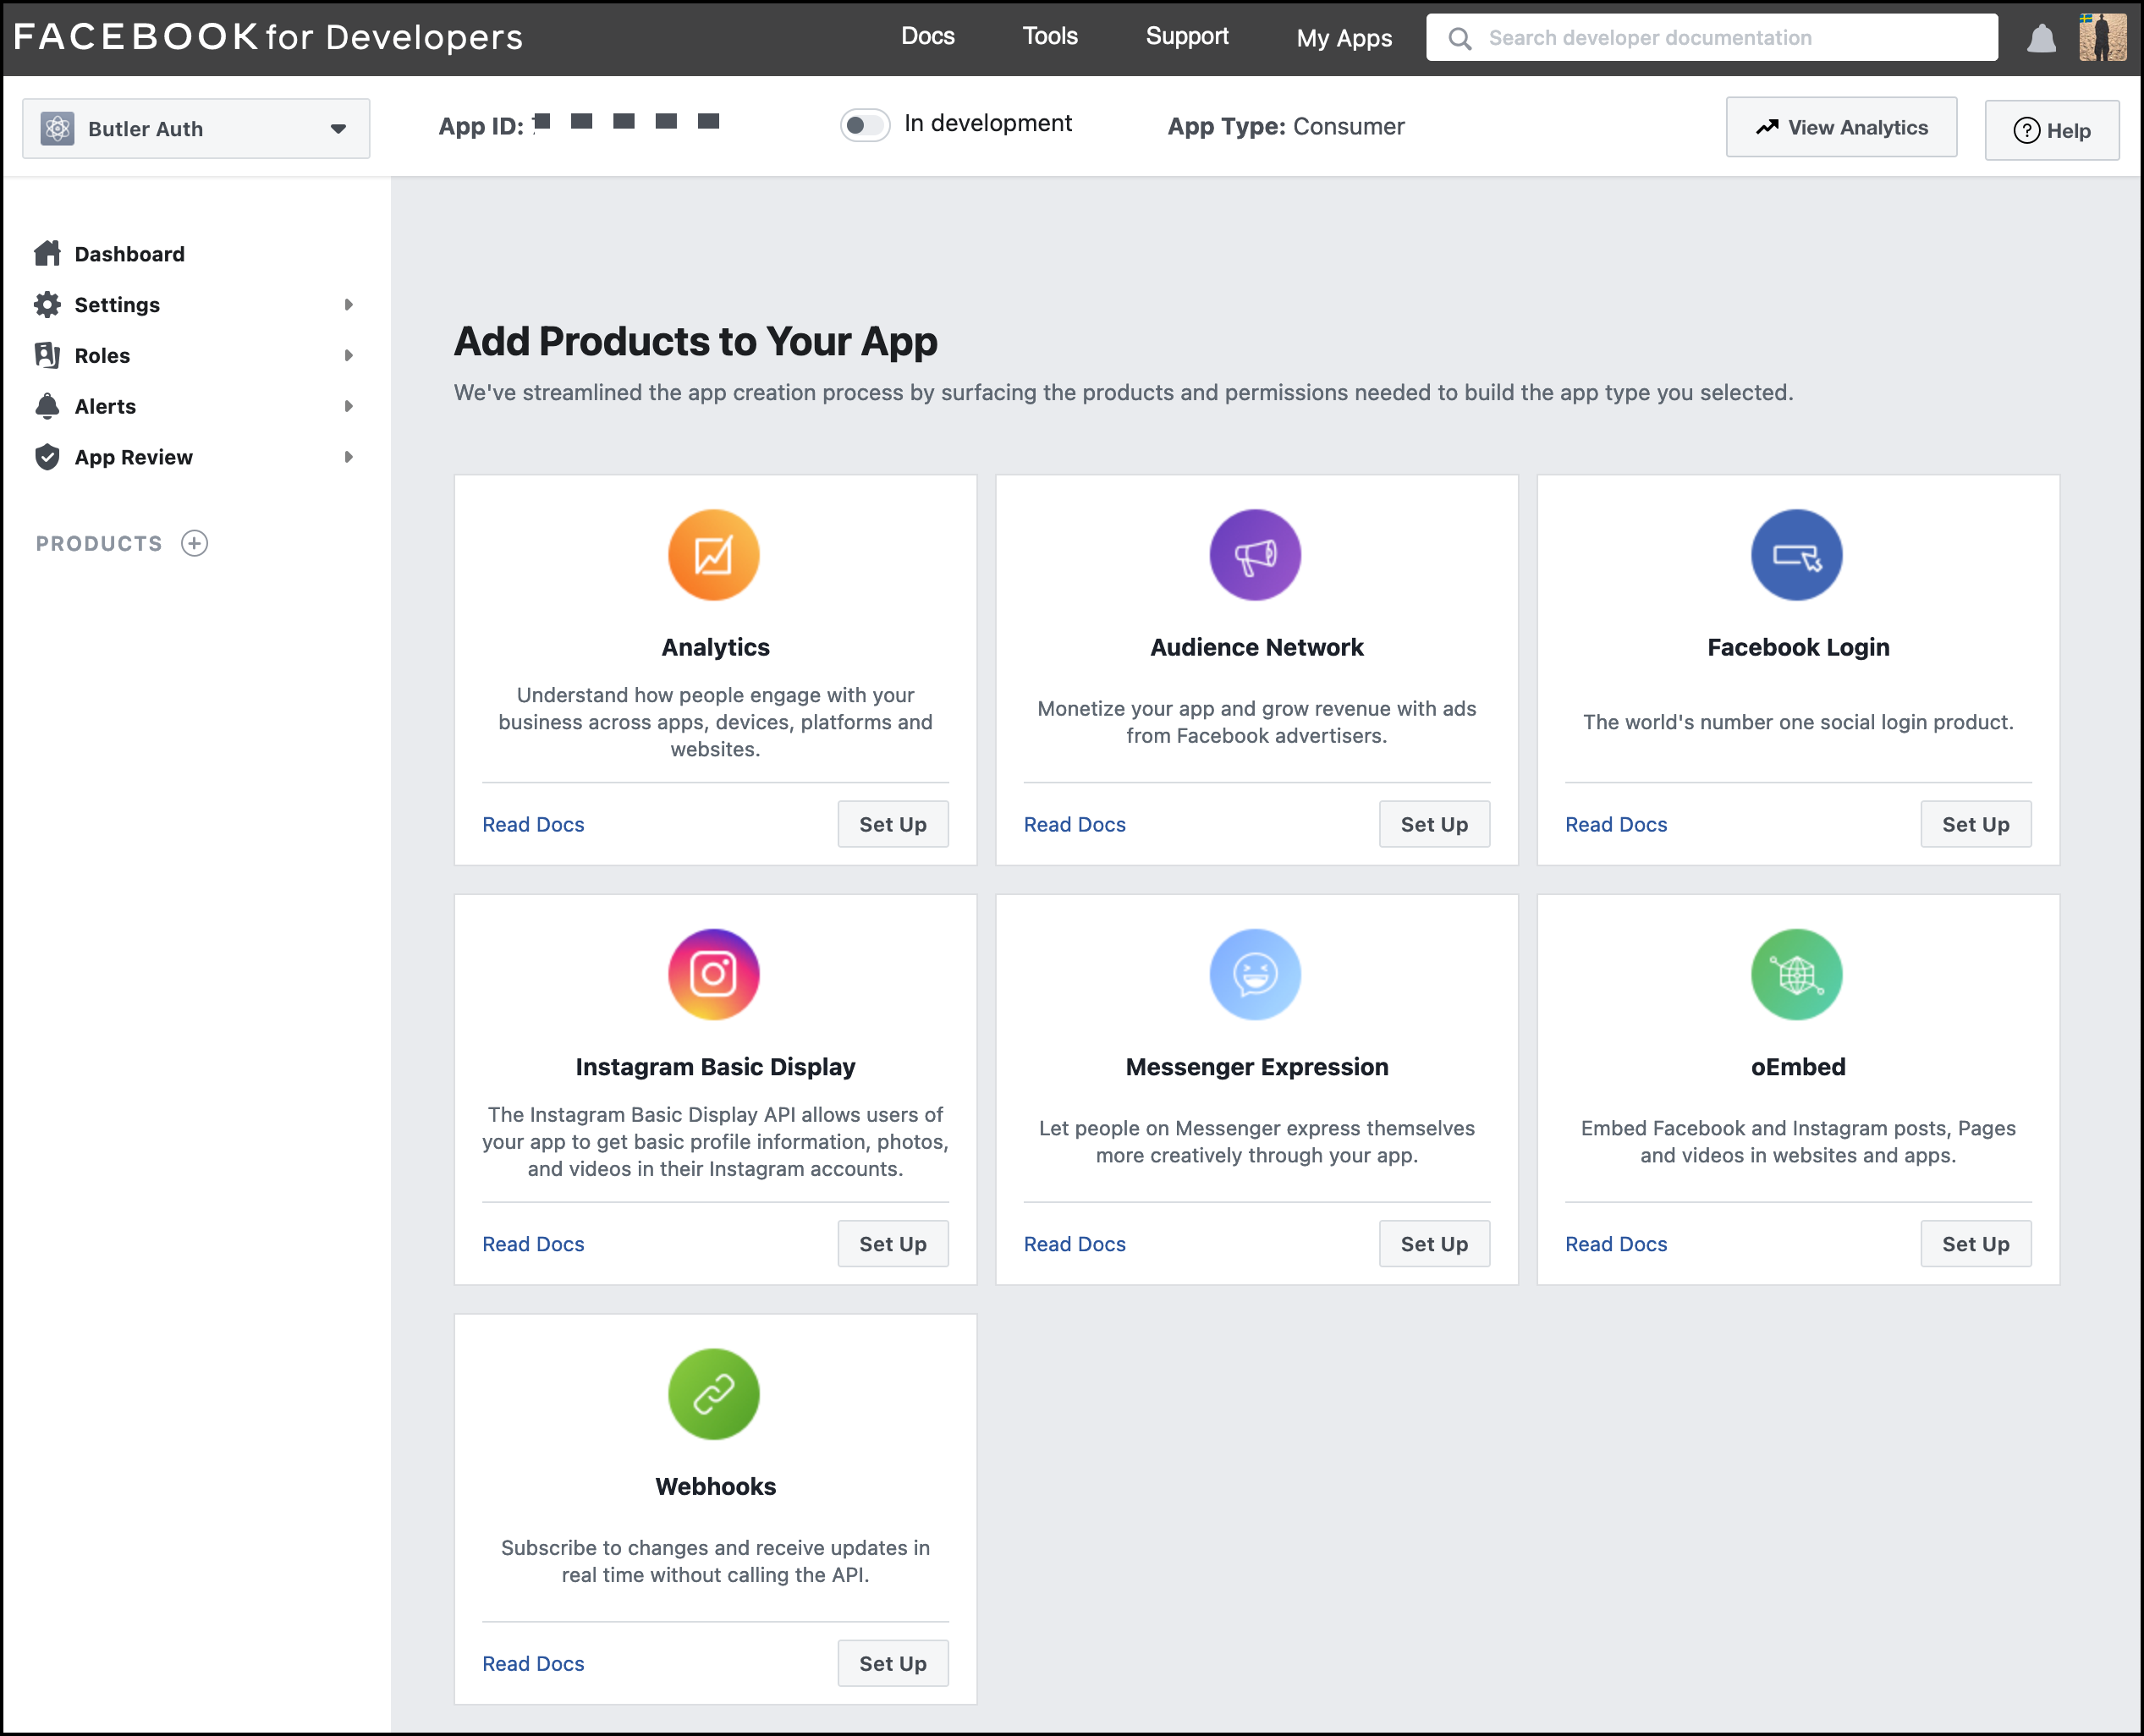 FACEBOOK for Developers
Docs
Tools
Support
My Apps
Search developer documentation
Butler Auth
App ID:
In development
App Type: Consumer
View Analytics
? Help
Dashboard
Settings
Roles
Alerts
App Review
PRODUCTS
Add Products to Your App
We've streamlined the app creation process by surfacing the products and permissions needed to build the app type you selected.
Analytics
Understand how people engage with your
business across apps, devices, platforms and
websites.
Read Docs
Set Up
Audience Network
Monetize your app and grow revenue with ads
from Facebook advertisers.
Read Docs
Set Up
Facebook Login
The world's number one social login product.
Read Docs
Set Up
Instagram Basic Display
The Instagram Basic Display API allows users of
your app to get basic profile information, photos,
and videos in their Instagram accounts.
Read Docs
Set Up
Messenger Expression
Let people on Messenger express themselves
more creatively through your app.
Read Docs
Set Up
oEmbed
Embed Facebook and Instagram posts, Pages
and videos in websites and apps.
Read Docs
Set Up
Webhooks
Subscribe to changes and receive updates in
real time without calling the API.
Read Docs
Set Up